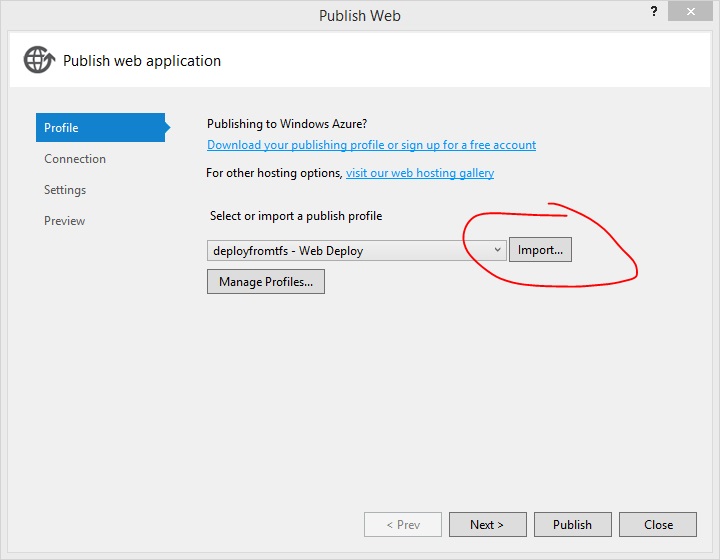 Publish Web
?
Publish web application
Profile
Connection
Settings
Preview
Publishing to Windows Azure?
Download your publishing profile or sign up for a free account
For other hosting options, visit our web hosting gallery
Select or import a publish profile
deployfromtfs - Web Deploy
Import...
Manage Profiles...
< Prev
Next >
Publish
Close